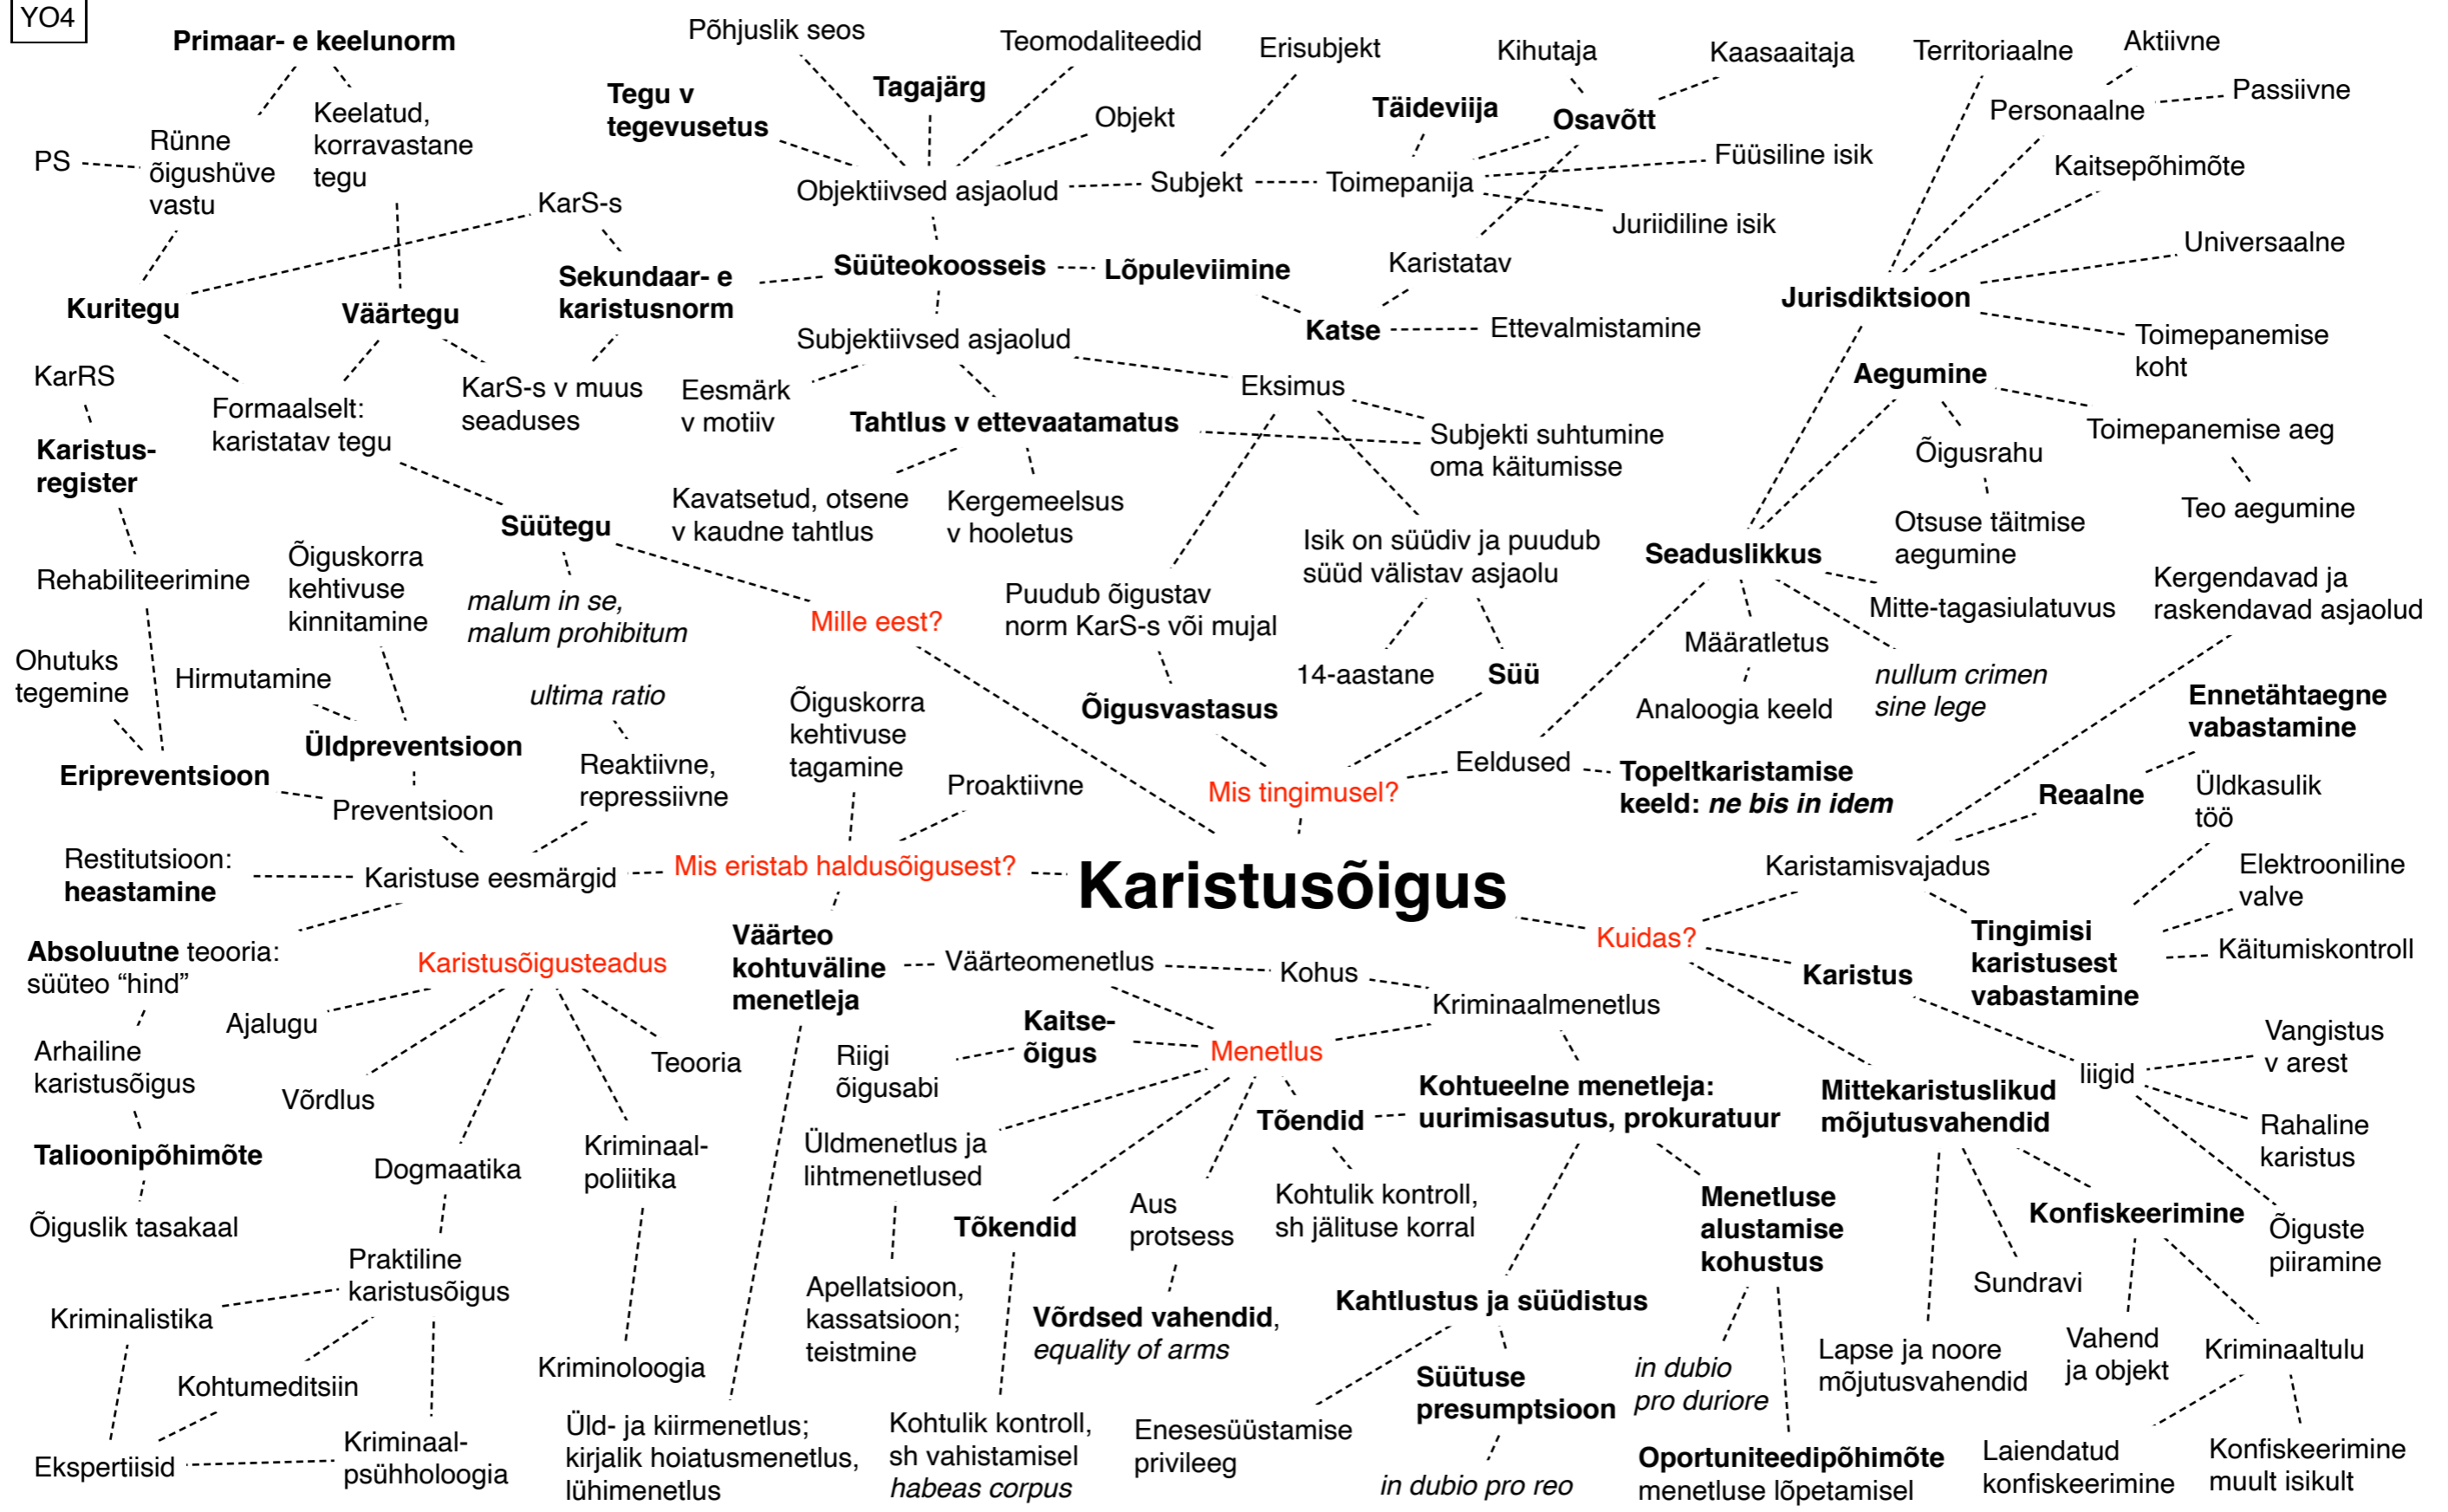 YO4
Primaar- e keelunorm
Põhjuslik seos
Teomodaliteedid
Erisubjekt
Kihutaja
Kaasaaitaja
Territoriaalne
Aktiivne
Passiivne
Personaalne
Tegu v
tegevusetus
Tagajärg
Objekt
Täideviija
Osavõtt
Füüsiline isik
Kaitsepõhimõte
PS
Rünne
õigushüve
vastu
Keelatud,
korravastane
tegu
KarS-s
Objektiivsed asjaolud
Subjekt
Toimepanija
Juriidiline isik
Universaalne
Kuritegu
Väärtegu
Sekundaar- e
karistusnorm
Süüteokoosseis
Lõpuleviimine
Karistatav
Katse
Ettevalmistamine
Jurisdiktsioon
Toimepanemise
koht
KarRS
Karistus-
register
Formaalselt:
karistatav tegu
KarS-s v muus
seaduses
Subjektiivsed asjaolud
Eesmärk
v motiiv
Eksimus
Tahtlus v ettevaatamatus
Subjekti suhtumine
oma käitumisse
Aegumine
Õigusrahu
Toimepanemise aeg
Teo aegumine
Otsuse täitmise
aegumine
Süütegu
Kavatsetud, otsene
v kaudne tahtlus
Kergemeelsus
v hooletus
Isik on süüdiv ja puudub
süüd välistav asjaolu
Seaduslikkus
Rehabiliteerimine
Õiguskorra
kehtivuse
kinnitamine
malum in se,
malum prohibitum
Mille eest?
Puudub õigustav
norm KarS-s või mujal
Mitte-tagasiulatuvus
Kergendavad ja
raskendavad asjaolud
Ohutuks
tegemine
Hirmutamine
ultima ratio
Õiguskorra
kehtivuse
tagamine
Õigusvastasus
14-aastane
Süü
Määratletus
Analoogia keeld
nullum crimen
sine lege
Ennetähtaegne
vabastamine
Eripreventsioon
Üldpreventsioon
Preventsioon
Reaktiivne,
repressiivne
Proaktiivne
Mis tingimusel?
Eeldused
Topeltkaristamise
keeld: ne bis in idem
Reaalne
Üldkasulik
töö
Restitutsioon:
heastamine
Karistuse eesmärgid
Mis eristab haldusõigusest?
Karistusõigus
Karistamisvajadus
Elektrooniline
valve
Absoluutne teooria:
süüteo “hind”
Karistusõigusteadus
Väärteo
kohtuväline
menetleja
Väärteomenetlus
Kohus
Kriminaalmenetlus
Kuidas?
Karistus
Tingimisi
karistusest
vabastamine
Käitumiskontroll
Ajalugu
Võrdlus
Teooria
Riigi
õigusabi
Kaitse-
õigus
Menetlus
Vangistus
v arest
liigid
Arhailine
karistusõigus
Talioonipõhimõte
Õiguslik tasakaal
Dogmaatika
Kriminaal-
poliitika
Üldmenetlus ja
lihtmenetlused
Tõendid
Kohtueelne menetleja:
uurimisasutus, prokuratuur
Mittekaristuslikud
mõjutusvahendid
Rahaline
karistus
Õiguste
piiramine
Tõkendid
Aus
protsess
Kohtulik kontroll,
sh jälituse korral
Menetluse
alustamise
kohustus
Konfiskeerimine
Sundravi
Praktiline
karistusõigus
Kriminalistika
Kohtumeditsiin
Ekspertiisid
Kriminaal-
psühholoogia
Kriminoloogia
Apellatsioon,
kassatsioon;
teistmine
Võrdsed vahendid,
equality of arms
Kahtlustus ja süüdistus
Süütuse
presumptsioon
in dubio
pro duriore
Lapse ja noore
mõjutusvahendid
Vahend
ja objekt
Kriminaaltulu
Üld- ja kiirmenetlus;
kirjalik hoiatusmenetlus,
lühimenetlus
Kohtulik kontroll,
sh vahistamisel
habeas corpus
Enesesüüstamise
privileeg
in dubio pro reo
Oportuniteedipõhimõte
menetluse lõpetamisel
Laiendatud
konfiskeerimine
Konfiskeerimine
muult isikult